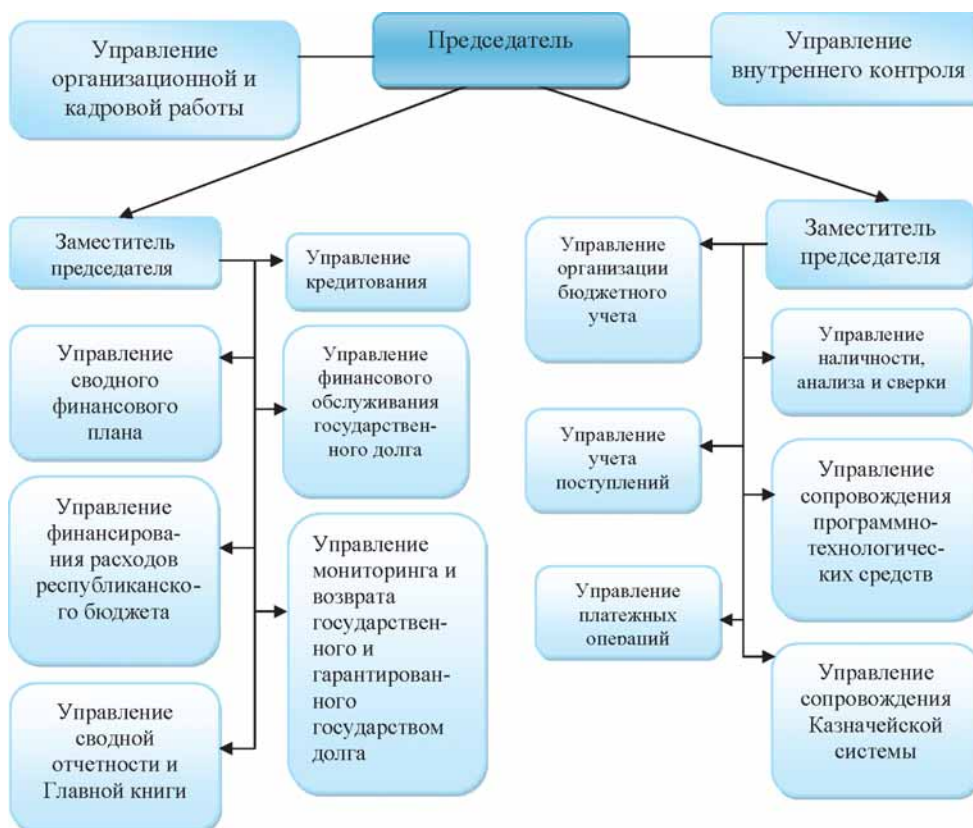 Управление
организационной и
кадровой работы
Председатель
Управление
внутреннего контроля
Заместитель
председателя
Управление
кредитования
Управление
сводного
финансового
плана
Управление
финансового
обслуживания
государствен-
ного долга
Управление
финансирова-
ния расходов
республиканско-
го бюджета
Управление
мониторинга и
возврата
государственно-
го и
гарантирован-
ного
государством
долга
Управление
сводной
отчетности и
Главной книги
Управление
организации
бюджетного
учета
Заместитель
председателя
Управление
наличности,
анализа и сверки
Управление
учета
поступлений
Управление
сопровождения
программно-
технологичес-
ких средств
Управление
платежных
операций
Управление
сопровождения
Казначейской
системы